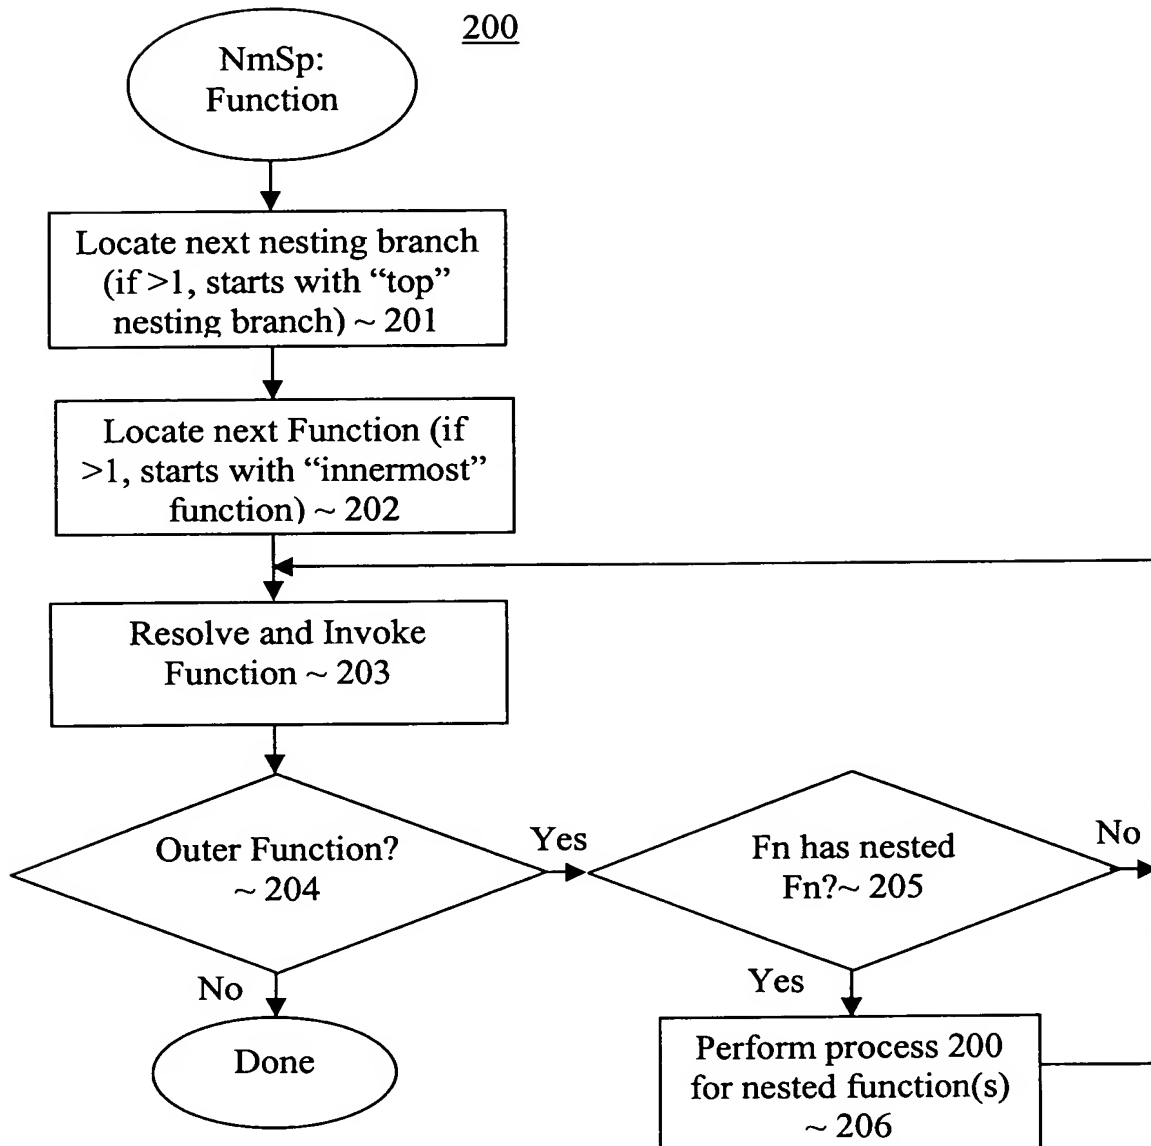 200
NmSp:
Function
Locate next nesting branch
(if >1, starts with “top”
nesting branch) ~ 201
Locate next Function (if
>1, starts with “innermost”
function) ~ 202
Resolve and Invoke
Function ~ 203
Outer Function?
~ 204
Yes
Fn has nested
Fn?~ 205
No
No
Yes
Done
Perform process 200
for nested function(s)
~ 206